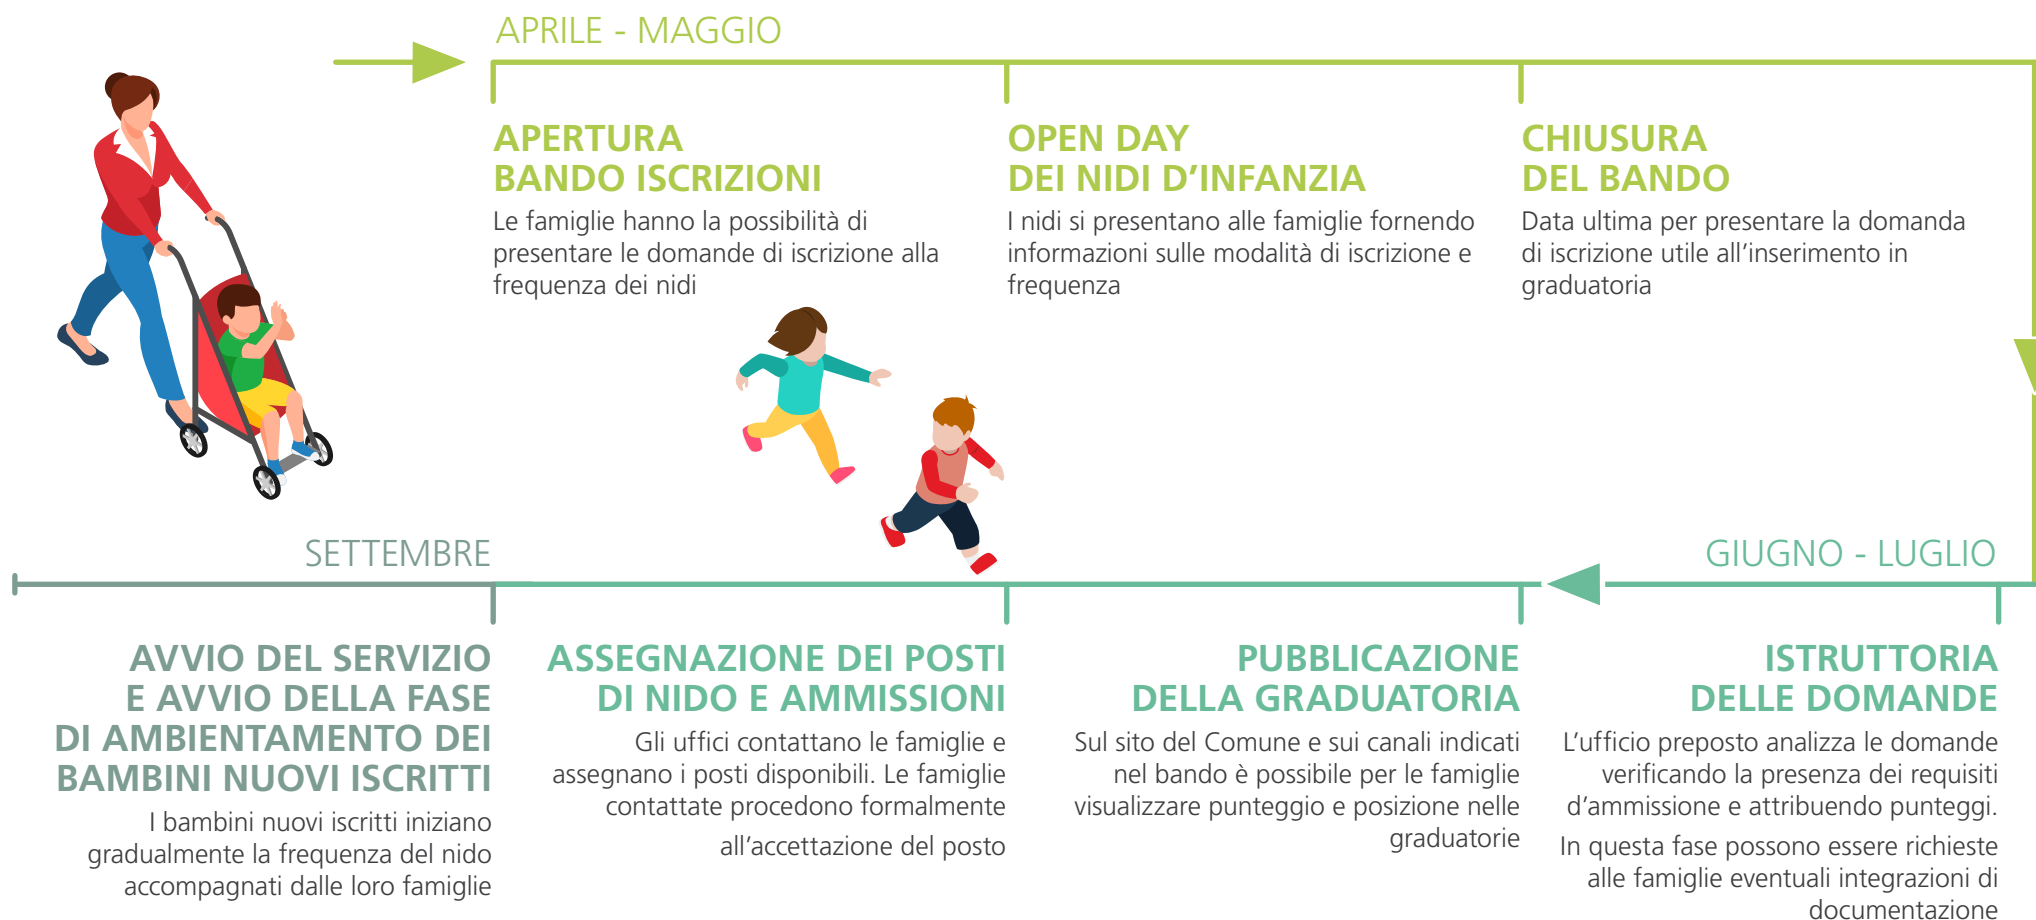 APRILE - MAGGIO
APERTURA
BANDO ISCRIZIONI
Le famiglie hanno la possibilità di
presentare le domande di iscrizione alla
frequenza dei nidi
OPEN DAY
DEI NIDI D’INFANZIA
I nidi si presentano alle famiglie fornendo
informazioni sulle modalità di iscrizione e
frequenza
CHIUSURA
DEL BANDO
Data ultima per presentare la domanda
di iscrizione utile all’inserimento in
graduatoria
GIUGNO - LUGLIO
ISTRUTTORIA
DELLE DOMANDE
L’ufficio preposto analizza le domande
verificando la presenza dei requisiti
d’ammissione e attribuendo punteggi.
In questa fase possono essere richieste
alle famiglie eventuali integrazioni di
documentazione
PUBBLICAZIONE
DELLA GRADUATORIA
Sul sito del Comune e sui canali indicati
nel bando è possibile per le famiglie
visualizzare punteggio e posizione nelle
graduatorie
ASSEGNAZIONE DEI POSTI
DI NIDO E AMMISSIONI
Gli uffici contattano le famiglie e
assegnano i posti disponibili. Le famiglie
contattate procedono formalmente
all’accettazione del posto
SETTEMBRE
AVVIO DEL SERVIZIO
E AVVIO DELLA FASE
DI AMBIENTAMENTO DEI
BAMBINI NUOVI ISCRITTI
I bambini nuovi iscritti iniziano
gradualmente la frequenza del nido
accompagnati dalle loro famiglie